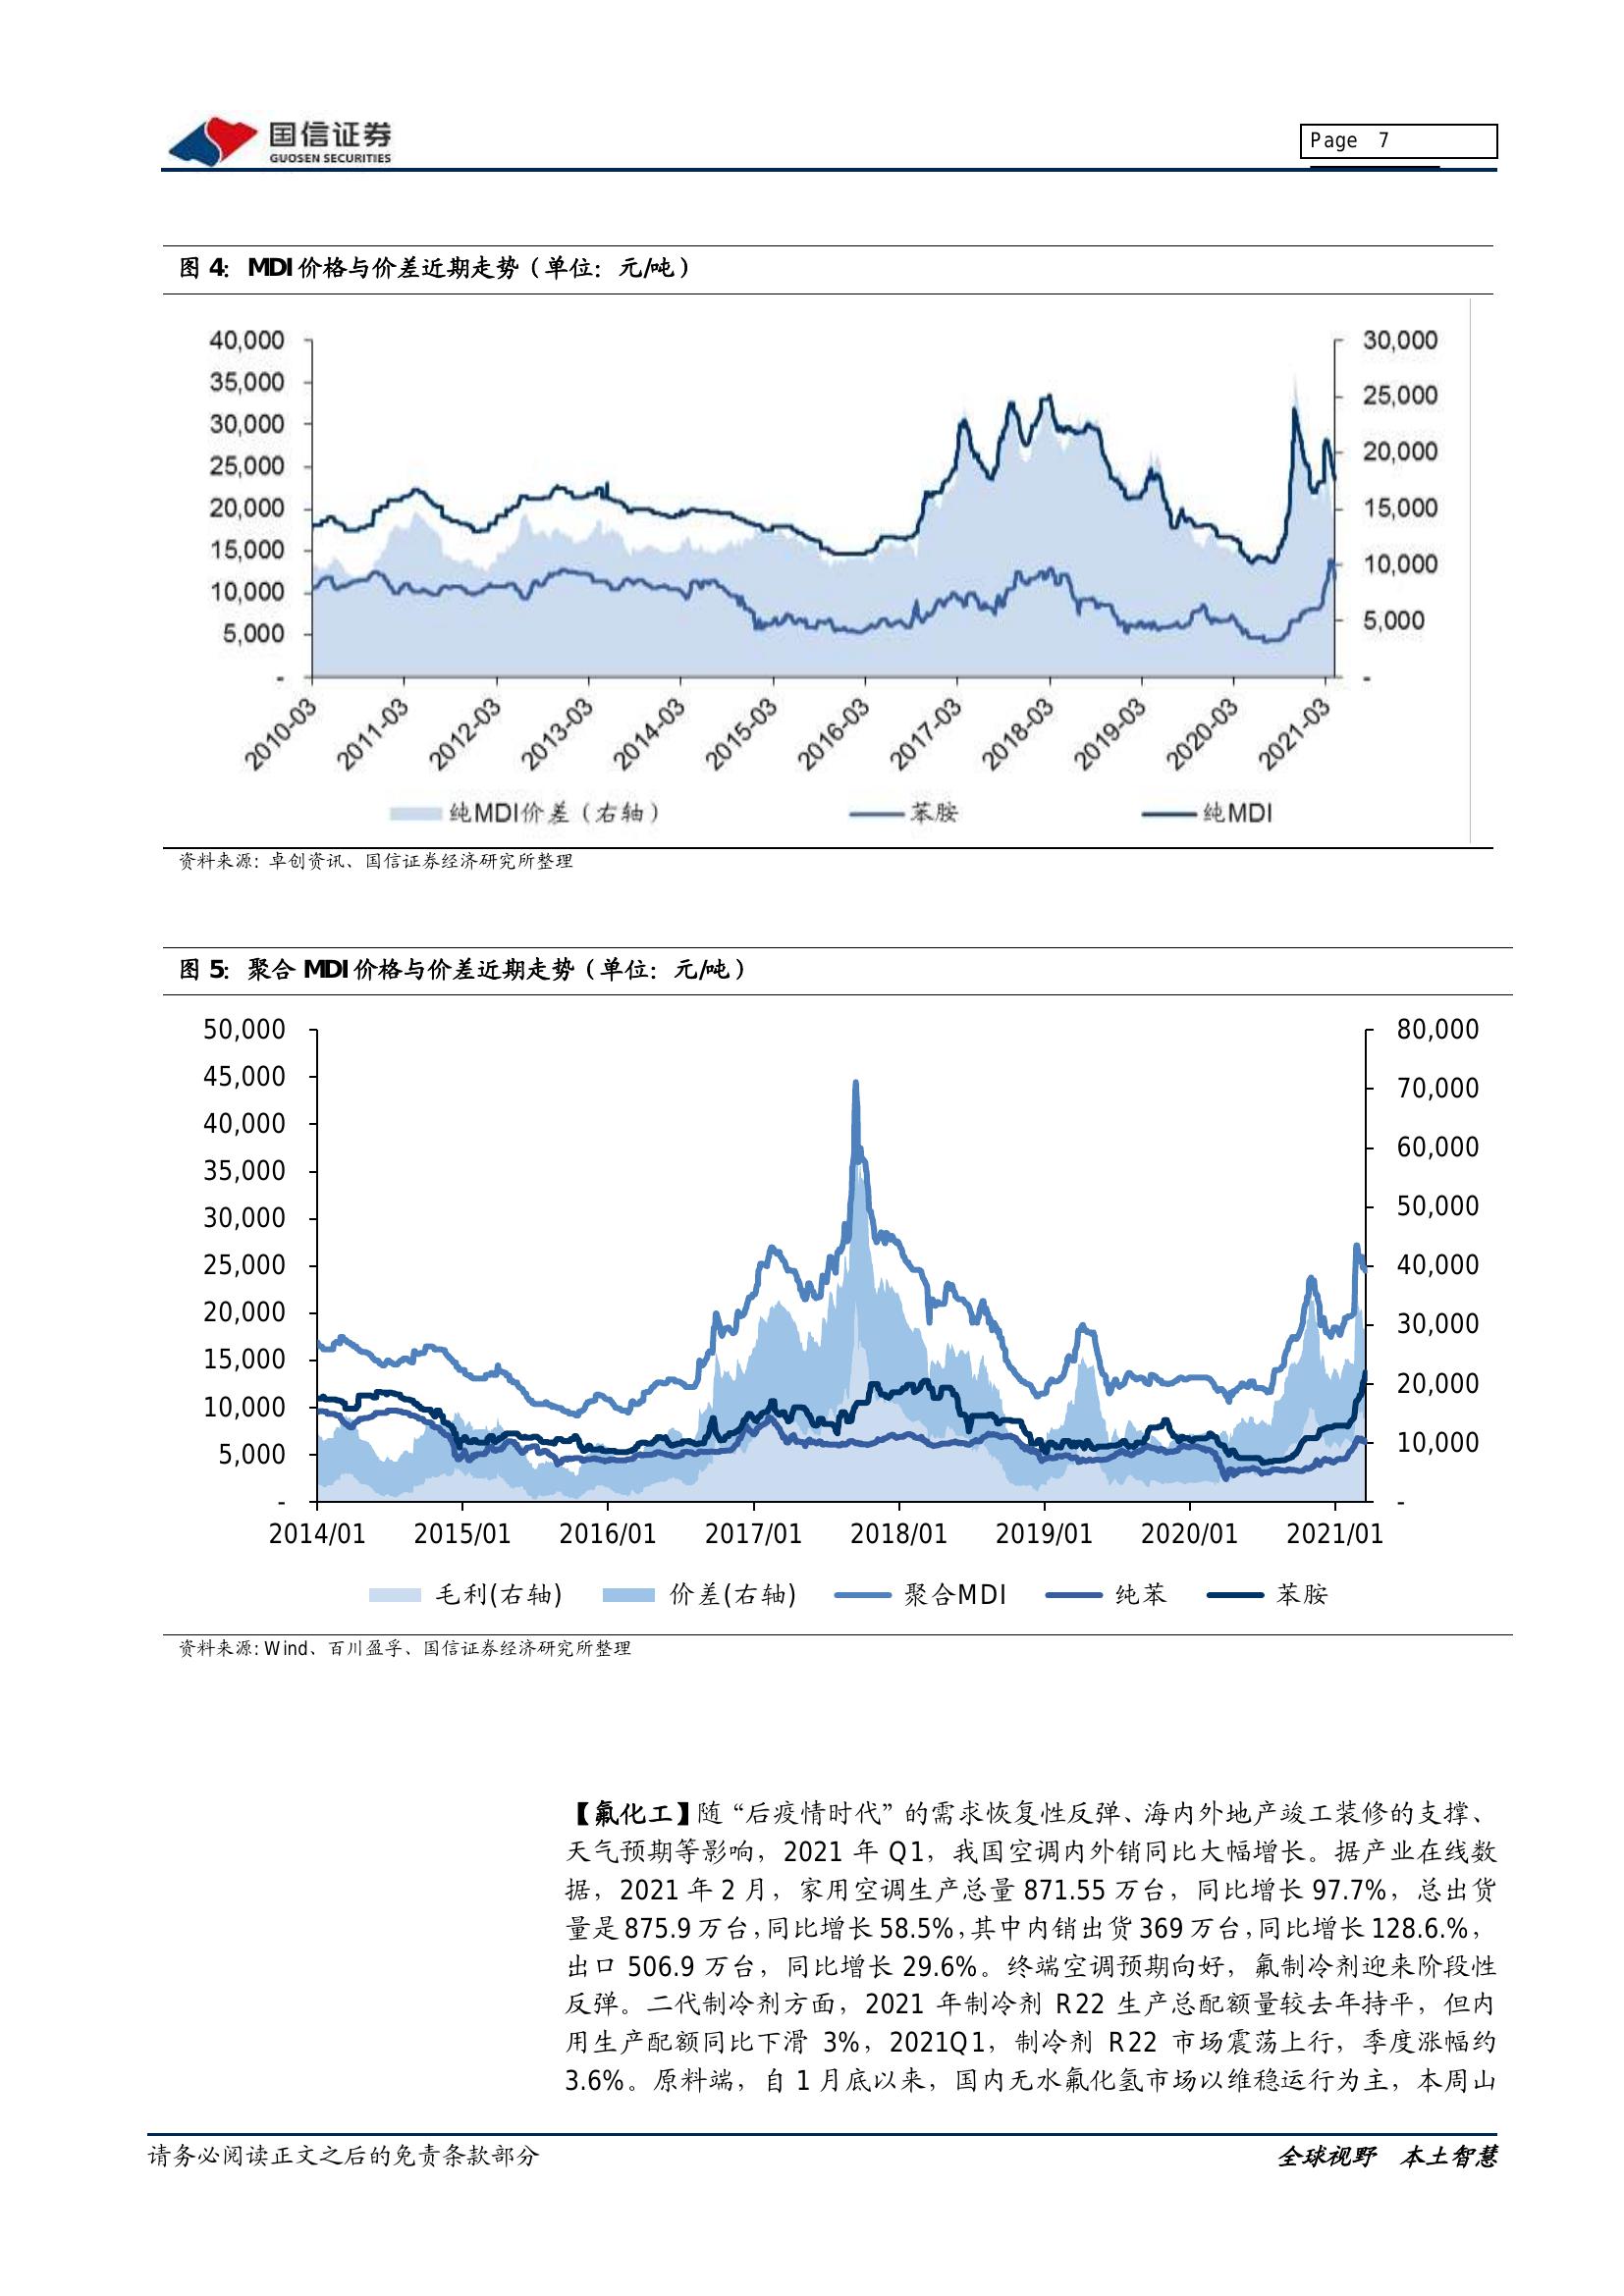 国信证券
GUOSEN SECURITIES
Page 7
图 4: MDI 价格与价差近期走势（单位：元/吨）
40,000
35,000
30,000
25,000
20,000
15,000
10,000
5,000
-
30,000
25,000
20,000
15,000
10,000
5,000
-
2010-03
2011-03
2012-03
2013-03
2014-03
2015-03
2016-03
2017-03
2018-03
2019-03
2020-03
2021-03
纯MDI价差（右轴） 苯胺 纯MDI
资料来源：卓创资讯、国信证券经济研究所整理
图 5: 聚合 MDI 价格与价差近期走势（单位：元/吨）
50,000
45,000
40,000
35,000
30,000
25,000
20,000
15,000
10,000
5,000
-
80,000
70,000
60,000
50,000
40,000
30,000
20,000
10,000
-
2014/01 2015/01 2016/01 2017/01 2018/01 2019/01 2020/01 2021/01
毛利(右轴) 价差(右轴) 聚合MDI 纯苯 苯胺
资料来源: Wind、百川盈孚、国信证券经济研究所整理
【氟化工】随“后疫情时代”的需求恢复性反弹、海内外地产竣工装修的支撑、
天气预期等影响，2021 年 Q1，我国空调内外销同比大幅增长。据产业在线数
据，2021 年 2 月，家用空调生产总量 871.55 万台，同比增长 97.7%，总出货
量是 875.9 万台，同比增长 58.5%，其中内销出货 369 万台，同比增长 128.6.%，
出口 506.9 万台，同比增长 29.6%。终端空调预期向好，氟制冷剂迎来阶段性
反弹。二代制冷剂方面，2021 年制冷剂 R22 生产总配额量较去年持平，但内
用生产配额同比下滑 3%，2021Q1，制冷剂 R22 市场震荡上行，季度涨幅约
3.6%。原料端，自 1 月底以来，国内无水氟化氢市场以维稳运行为主，本周山
请务必阅读正文之后的免责条款部分
全球视野 本土智慧